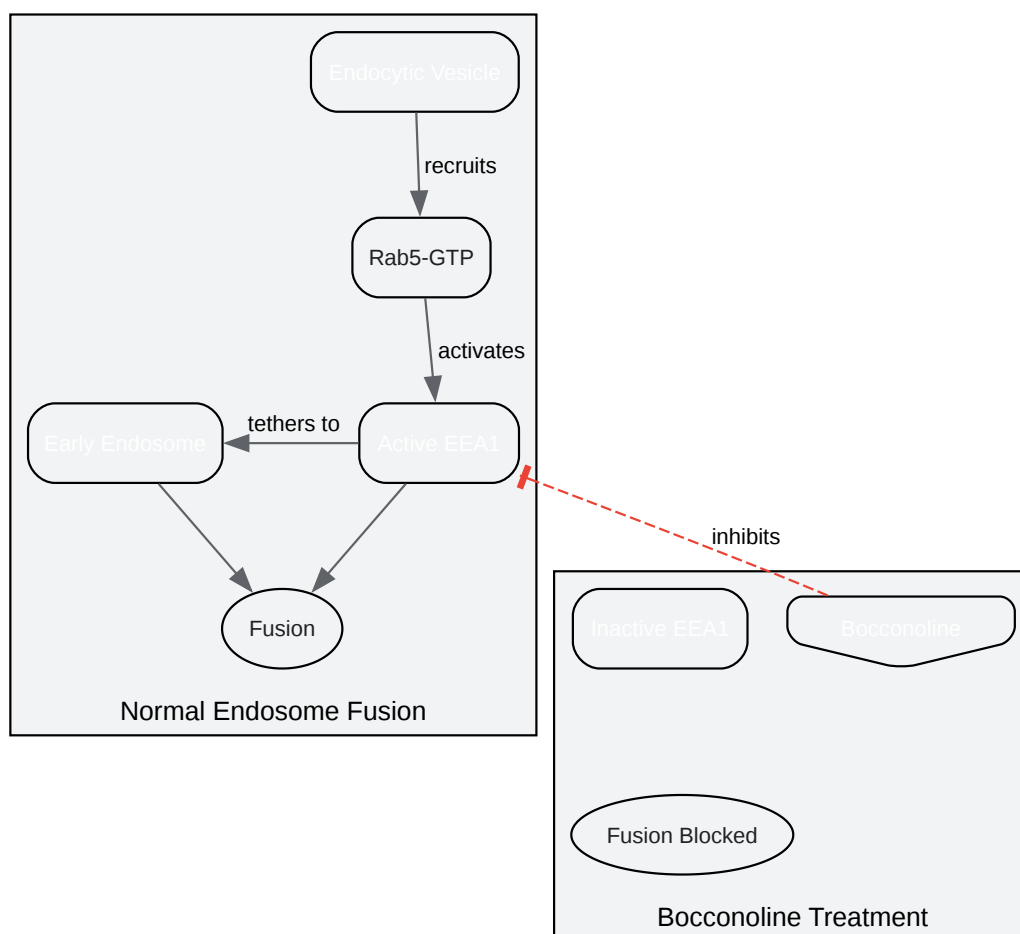 Endocytic Vesicle
recruits
Rab5-GTP
activates
Early Endosome
tethers to
Active EEA1
inhibits
Fusion
Inactive EEA1
Bocconoline
Normal Endosome Fusion
Fusion Blocked
Bocconoline Treatment